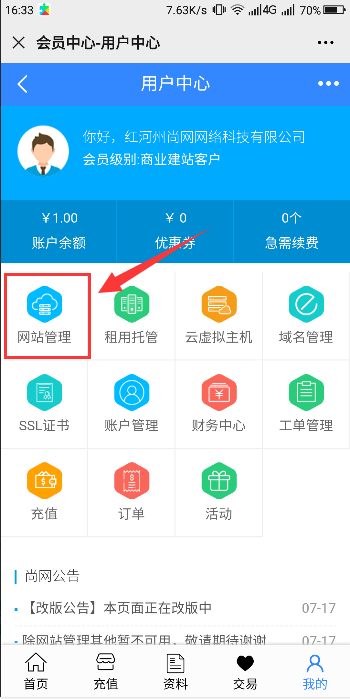 16:33 7.63K/s 4G 70%
会员中心-用户中心
用户中心
你好，红河州尚网网络科技有限公司
会员级别:商业建站客户
￥1.00 ￥ 0 0个
账户余额 优惠券 急需续费
网站管理 租用托管 云虚拟主机 域名管理
SSL证书 账户管理 财务中心 工单管理
充值 订单 活动
尚网公告
【改版公告】本页面正在改版中 07-17
除网站管理其他暂不可用，敬请期待谢谢 07-17
首页 充值 资料 交易 我的